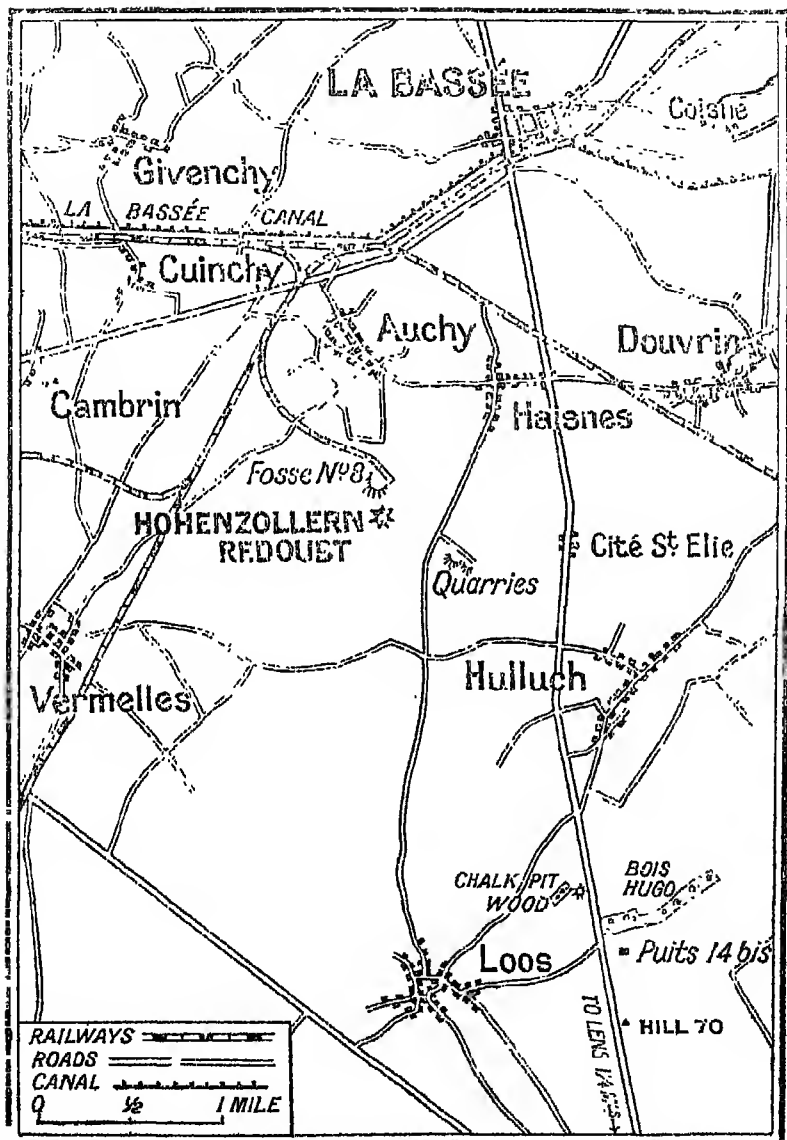 LA BASSÉE
Coisne
Givenchy
LA BASSÉE CANAL
Cuinchy
Auchy
Douvrin
Cambrin
Haisnes
Fosse Nº 8
HOHENZOLLERN
REDOUBT
Cité St. Elie
Quarries
Hulluch
Vermelles
CHALK PIT
WOOD
BOIS
HUGO
Loos
Puits 14 bis
HILL 70
TO LENS
RAILWAYS
ROADS
CANAL
0 ½ 1 MILE